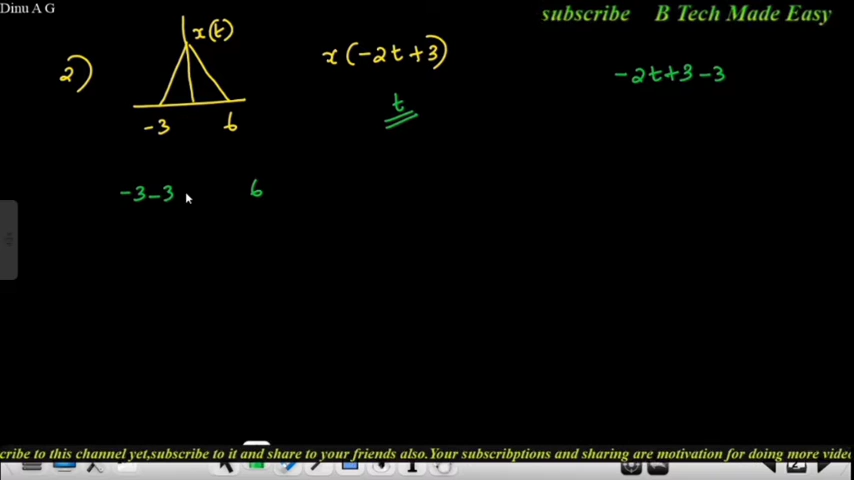 Dinu A G
subscribe B Tech Made Easy
2)
x(t)
x(-2t+3)
-2t+3-3
t
-3 6
-3-3 6
cribe to this channel yet,subscribe to it and share to your friends also.Your subscribptions and sharing are motivation for doing more vide